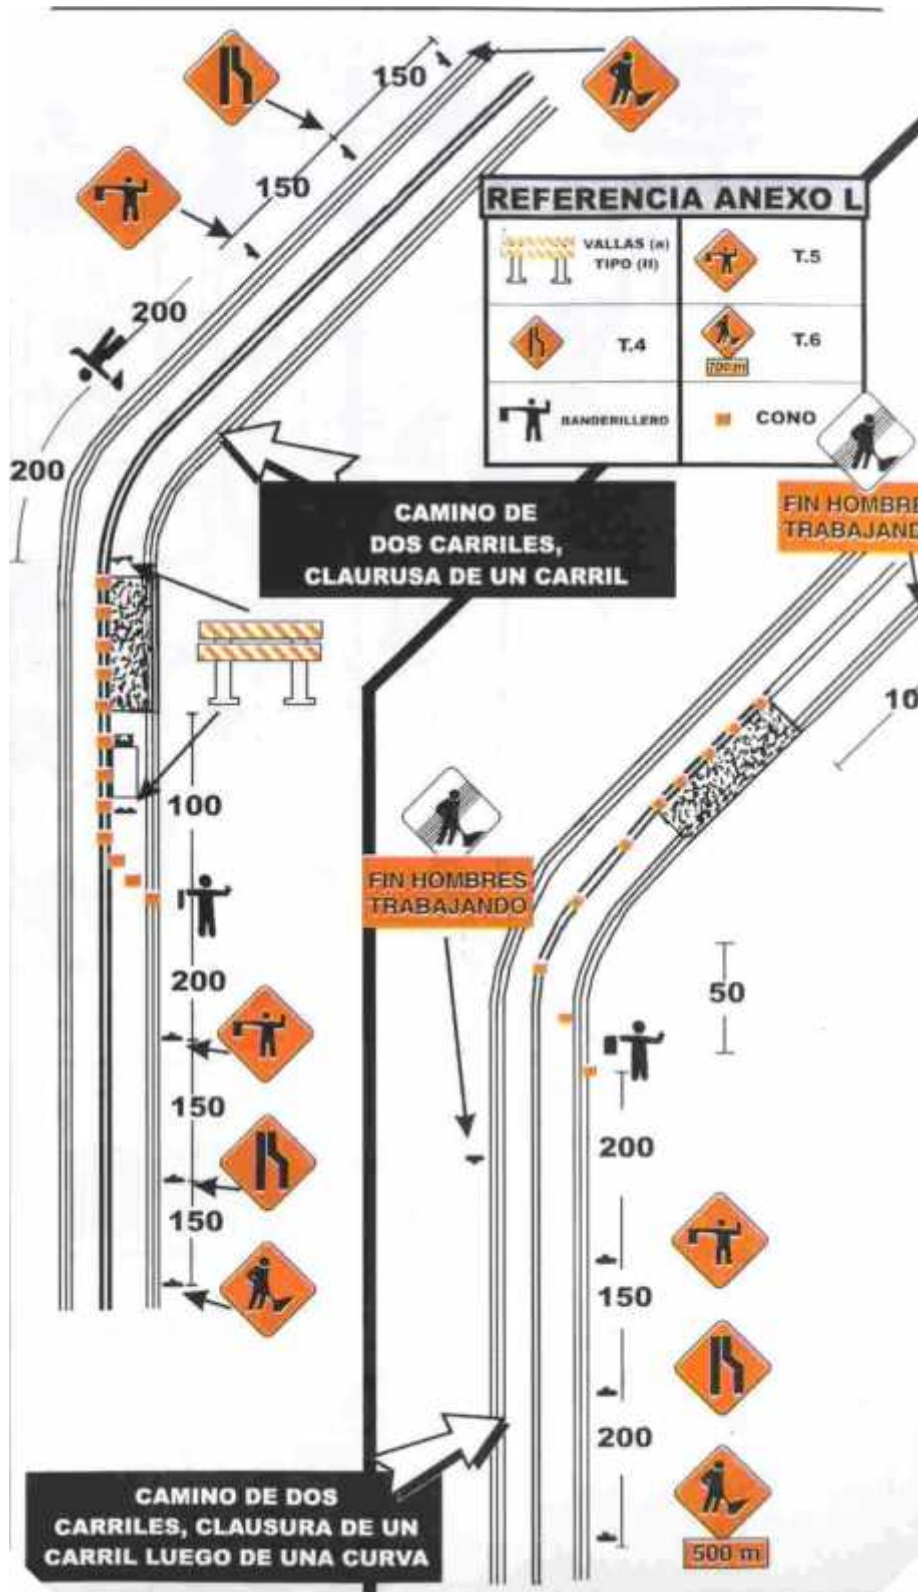 150
150
200
200
REFERENCIA ANEXO L
VALLAS (a)
TIPO (II)
T.5
T.4
T.6
BANDERILLERO
CONO
CAMINO DE
DOS CARRILES,
CLAURUSA DE UN CARRIL
FIN HOMBRE
TRABAJAND
10
100
FIN HOMBRES
TRABAJANDO
200
150
150
50
200
150
200
500 m
CAMINO DE DOS
CARRILES, CLAUSURA DE UN
CARRIL LUEGO DE UNA CURVA